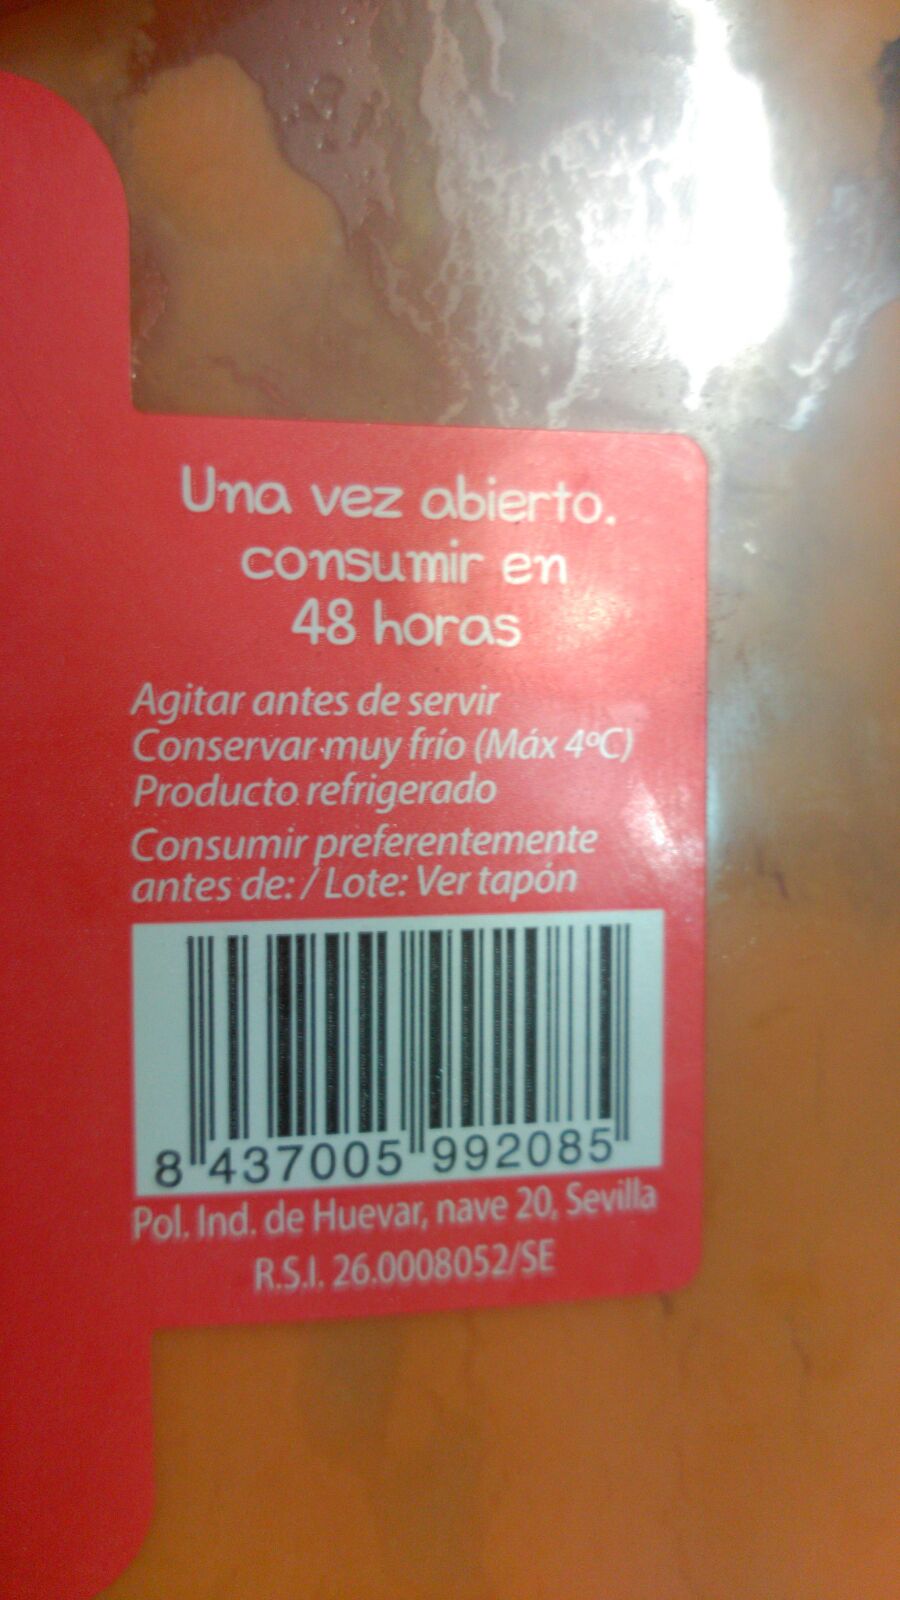 Una vez abierto.
consumir en
48 horas
Agitar antes de servir
Conservar muy frío (Máx 4ºC)
Producto refrigerado
Consumir preferentemente
antes de: / Lote: Ver tapón
8 437005 992085
Pol. Ind. de Huevar, nave 20, Sevilla
R.S.I. 26.0008052/SE